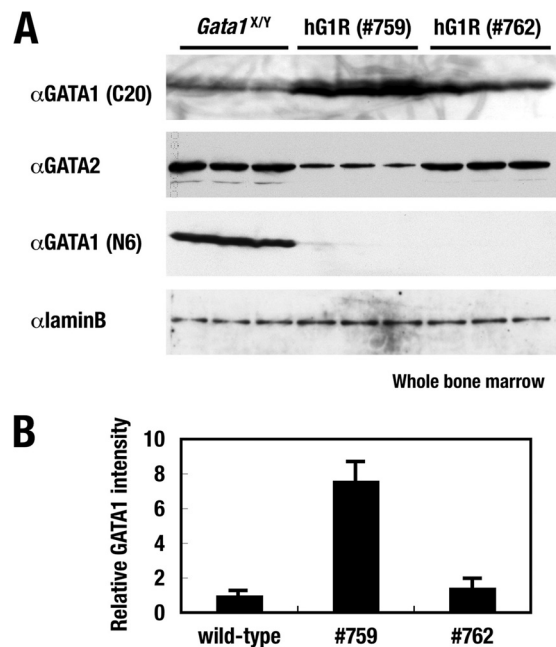 A
Gata1 X/Y hG1R (#759) hG1R (#762)
αGATA1 (C20)
αGATA2
αGATA1 (N6)
αlaminB
Whole bone marrow
B
Relative GATA1 intensity
10
8
6
4
2
0
wild-type #759 #762